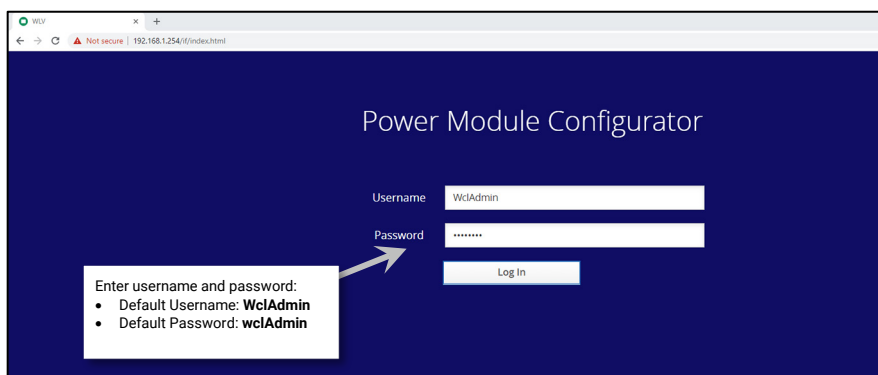 WLV
Not secure | 192.168.1.254/if/index.html
Power Module Configurator
Username WclAdmin
Password ••••••••
Log In
Enter username and password:
• Default Username: WclAdmin
• Default Password: wclAdmin